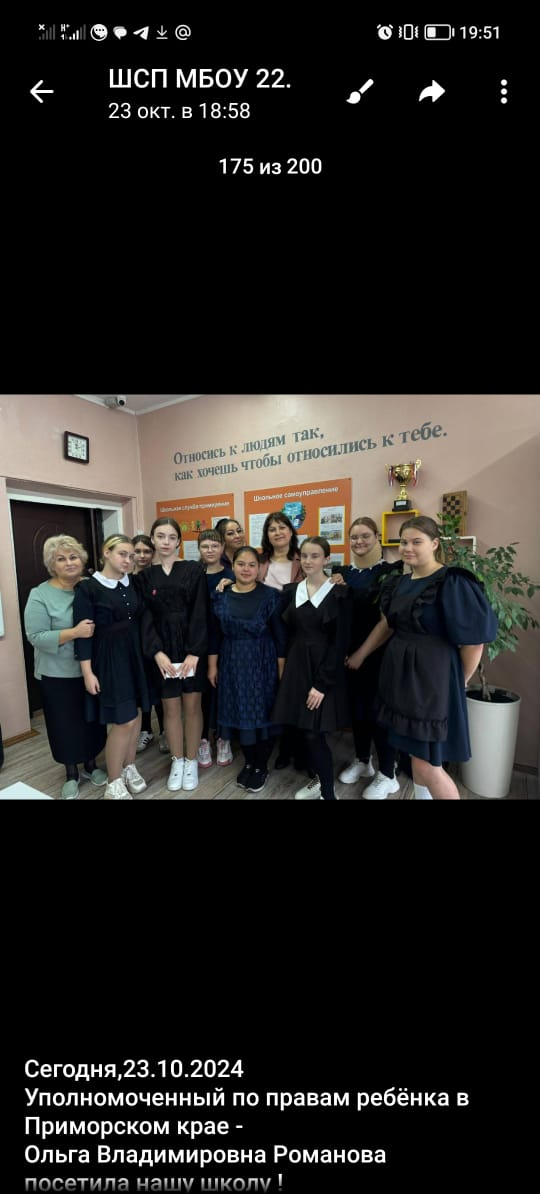 19:51
ШСП МБОУ 22.
23 окт. в 18:58
175 из 200
Относись к людям так,
как хочешь чтобы относились к тебе.
Школьная служба примирения
Школьное самоуправление
Сегодня,23.10.2024
Уполномоченный по правам ребёнка в
Приморском крае -
Ольга Владимировна Романова
посетила нашу школу !